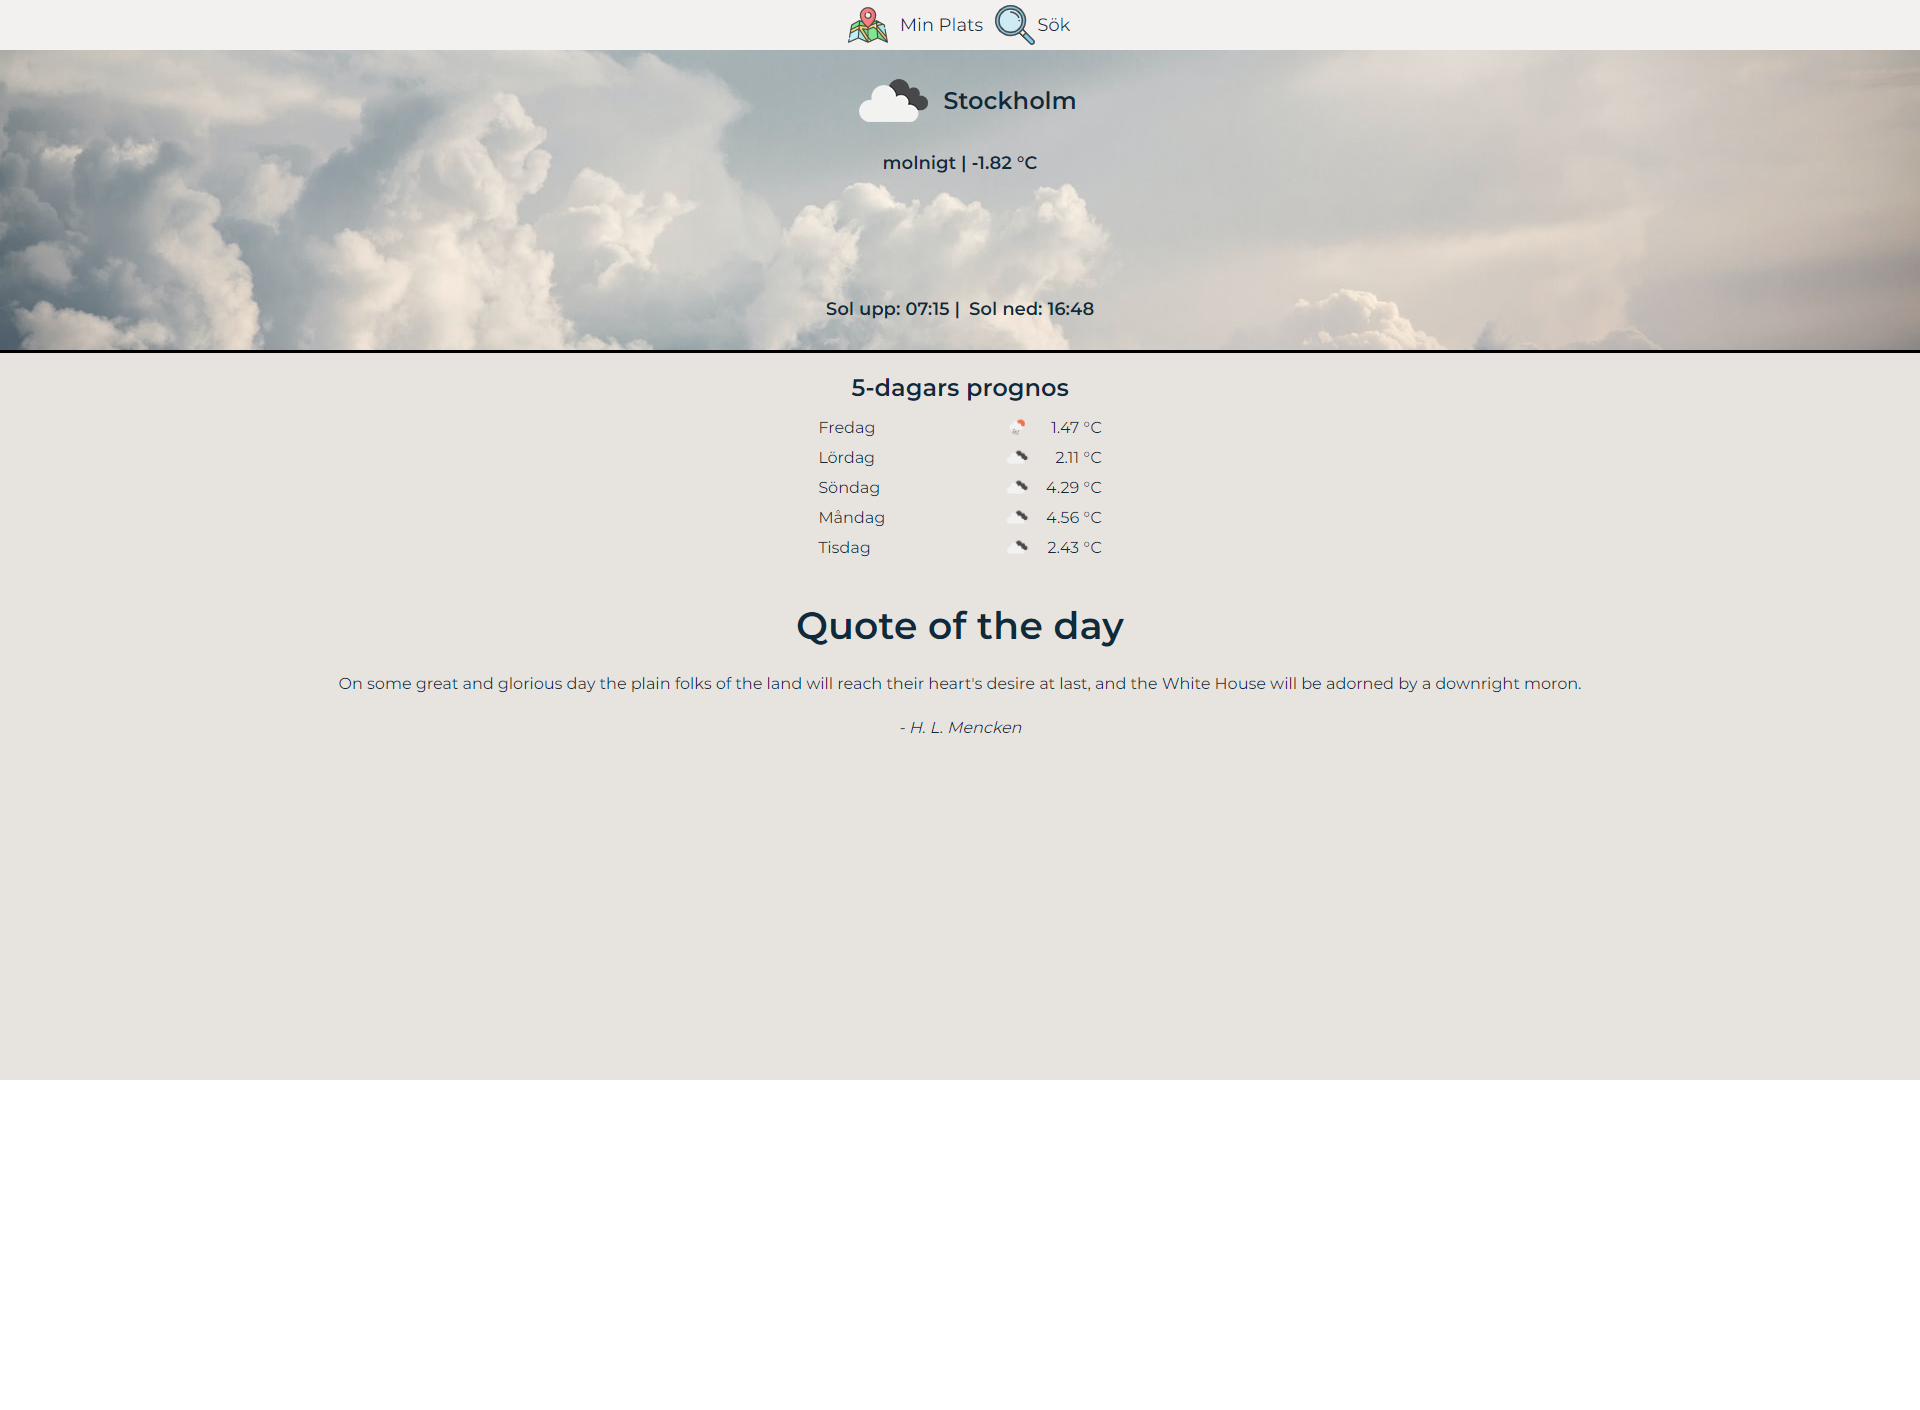 Min Plats Sök
Stockholm
molnigt | -1.82 °C
Sol upp: 07:15 | Sol ned: 16:48
5-dagars prognos
Fredag 1.47 °C
Lördag 2.11 °C
Söndag 4.29 °C
Måndag 4.56 °C
Tisdag 2.43 °C
Quote of the day
On some great and glorious day the plain folks of the land will reach their heart's desire at last, and the White House will be adorned by a downright moron.
- H. L. Mencken